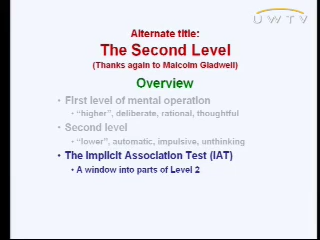 UWTV
Alternate title:
The Second Level
(Thanks again to Malcolm Gladwell)
Overview
• First level of mental operation
• “higher”, deliberate, rational, thoughtful
• Second level
• “lower”, automatic, impulsive, unthinking
• The Implicit Association Test (IAT)
• A window into parts of Level 2